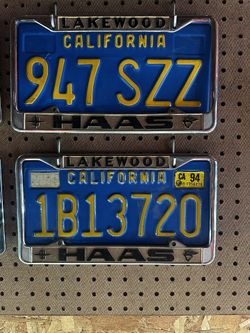 LAKEWOOD
CALIFORNIA
947 SZZ
HAAS
LAKEWOOD
CALIFORNIA
CA 94
1B13720
HAAS